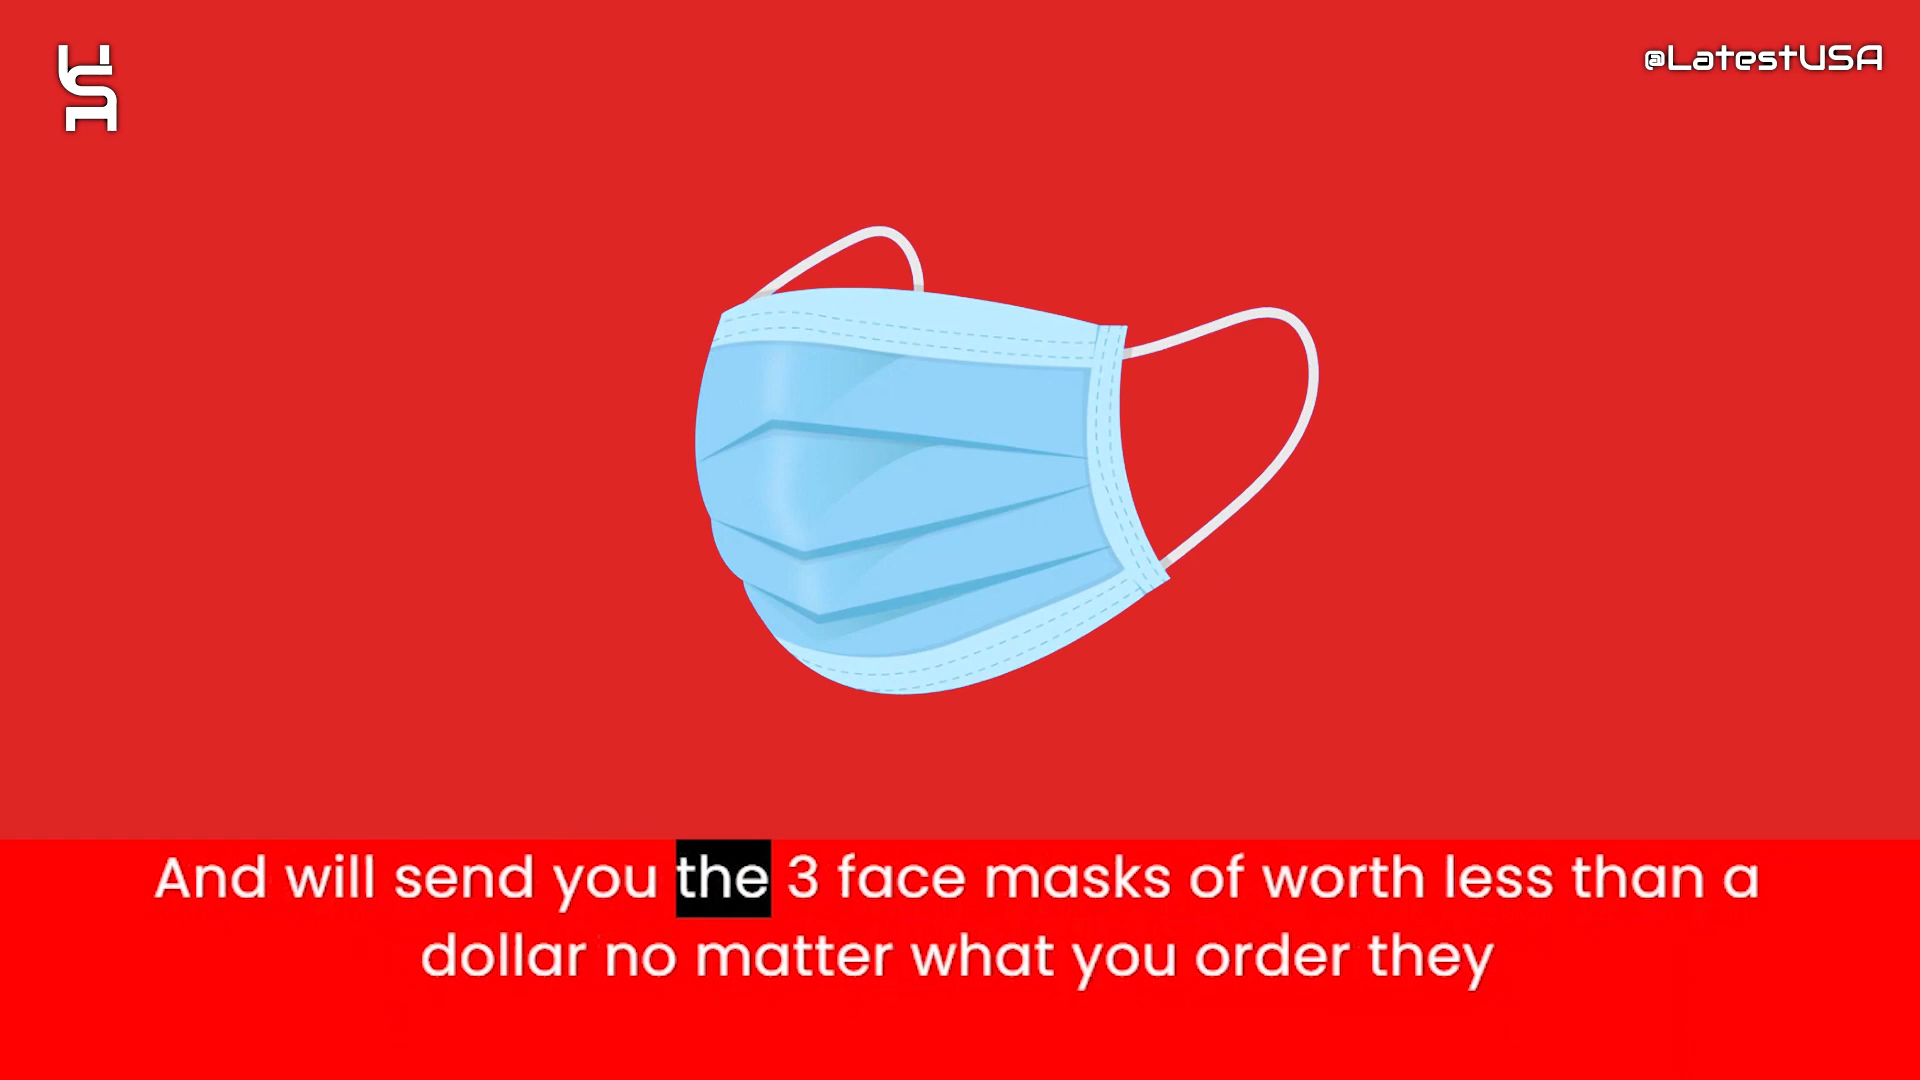 USA
@LatestUSA
And will send you the 3 face masks of worth less than a
dollar no matter what you order they